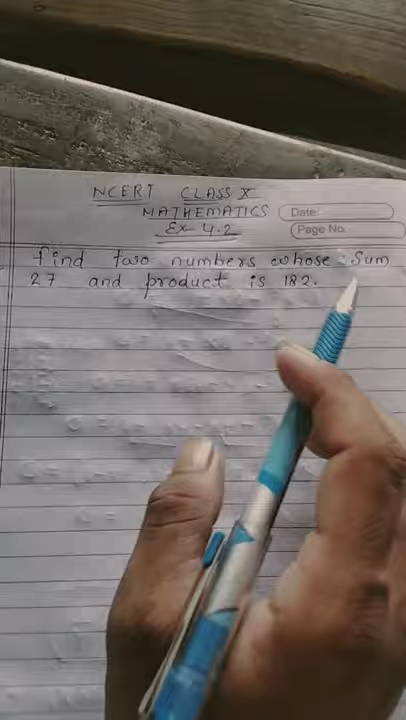 NCERT CLASS X
MATHEMATICS
Ex 4.2
Date:
Page No.
find two numbers whose Sum
27 and product is 182.